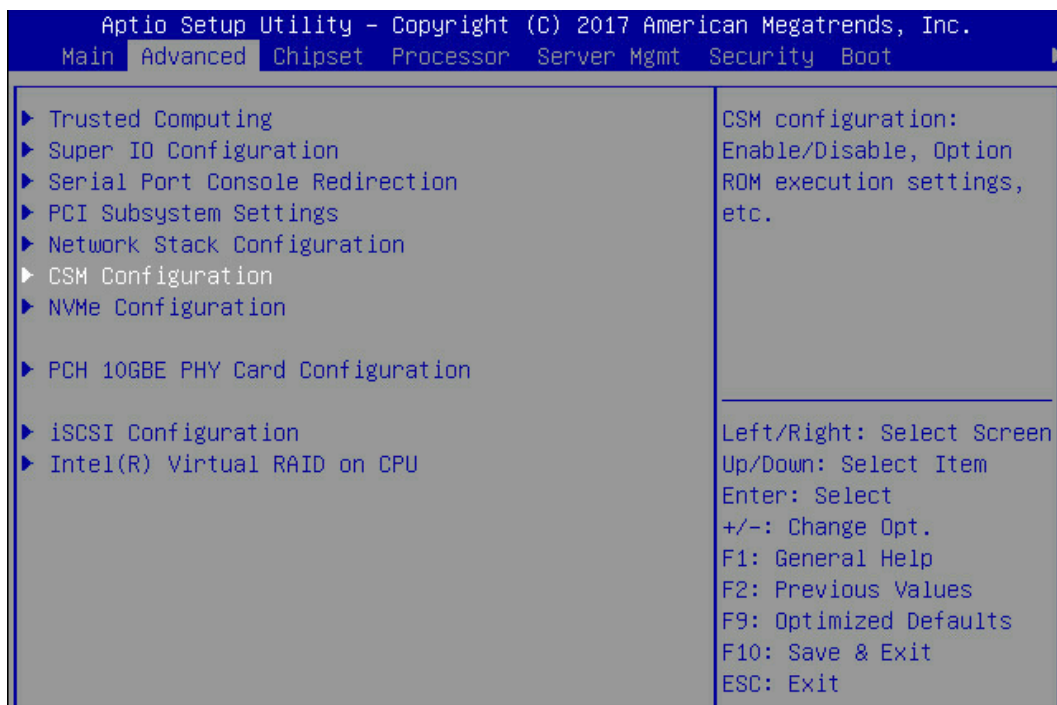 Aptio Setup Utility – Copyright (C) 2017 American Megatrends, Inc.
Main Advanced Chipset Processor Server Mgmt Security Boot
Trusted Computing
Super IO Configuration
Serial Port Console Redirection
PCI Subsystem Settings
Network Stack Configuration
CSM Configuration
NVMe Configuration
PCH 10GBE PHY Card Configuration
iSCSI Configuration
Intel(R) Virtual RAID on CPU
CSM configuration:
Enable/Disable, Option
ROM execution settings,
etc.
Left/Right: Select Screen
Up/Down: Select Item
Enter: Select
+/-: Change Opt.
F1: General Help
F2: Previous Values
F9: Optimized Defaults
F10: Save & Exit
ESC: Exit